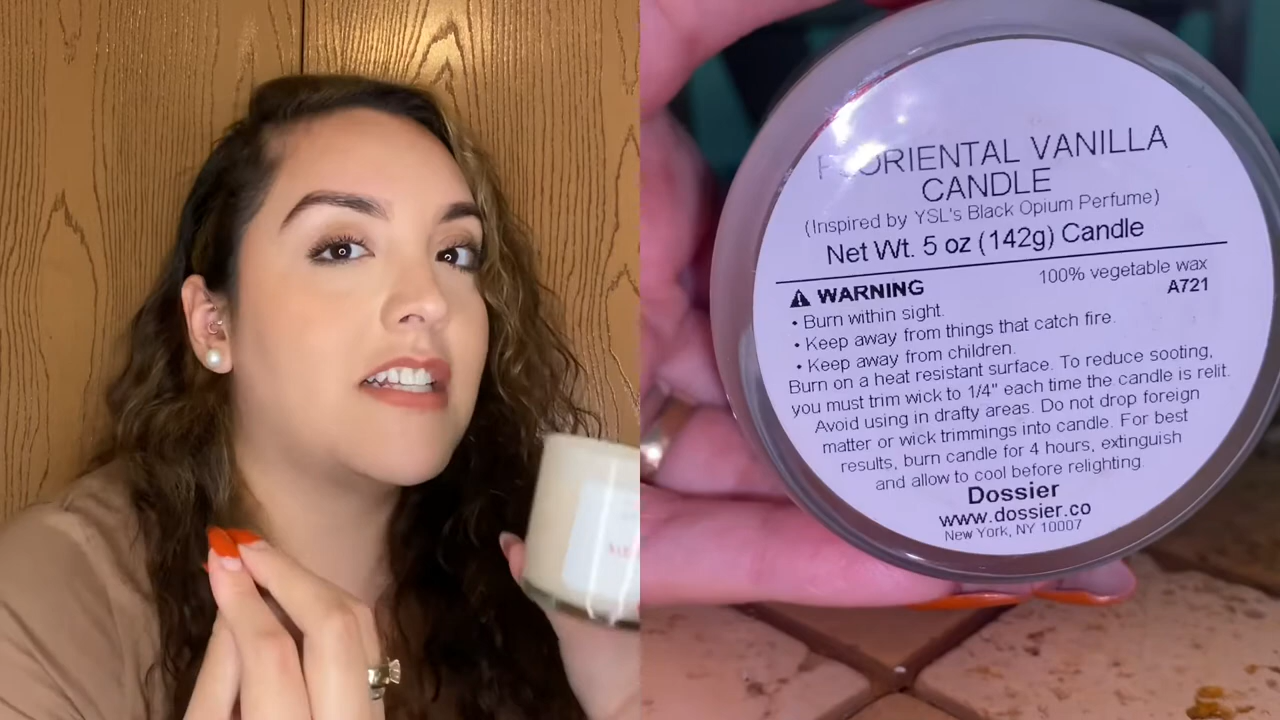 ORIENTAL VANILLA
CANDLE
(Inspired by YSL's Black Opium Perfume)
Net Wt. 5 oz (142g) Candle
WARNING
100% vegetable wax
A721
• Burn within sight.
• Keep away from things that catch fire.
• Keep away from children.
Burn on a heat resistant surface. To reduce sooting,
you must trim wick to 1/4" each time the candle is relit.
Avoid using in drafty areas. Do not drop foreign
matter or wick trimmings into candle. For best
results, burn candle for 4 hours, extinguish
and allow to cool before relighting.
Dossier
www.dossier.co
New York, NY 10007